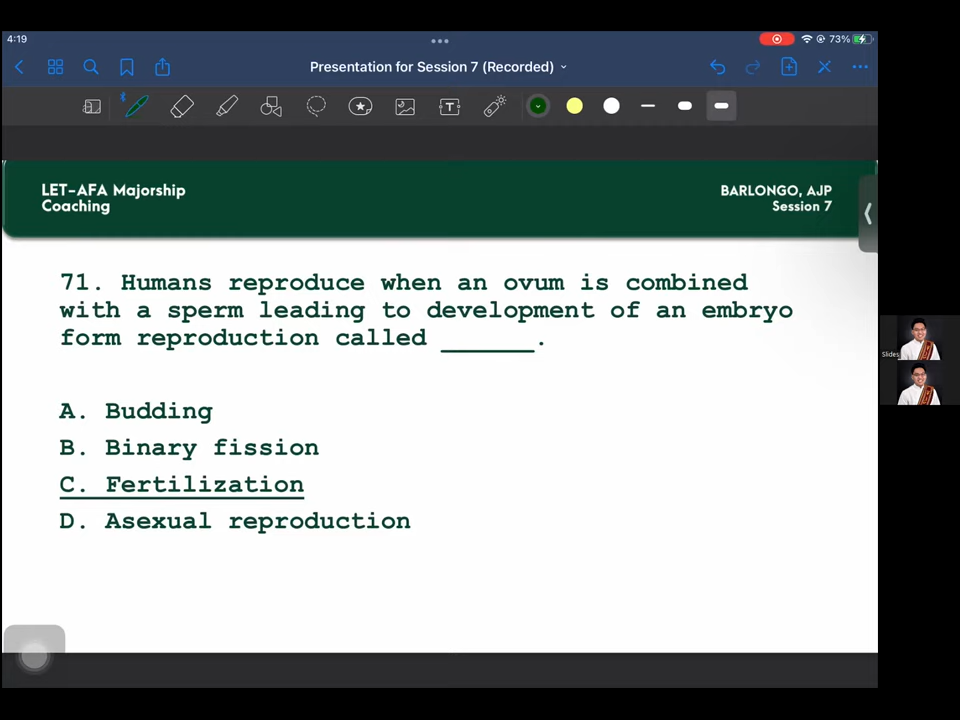 4:19
73%
Presentation for Session 7 (Recorded)
T
LET-AFA Majorship
Coaching
BARLONGO, AJP
Session 7
71. Humans reproduce when an ovum is combined
with a sperm leading to development of an embryo
form reproduction called ______.
A. Budding
B. Binary fission
C. Fertilization
D. Asexual reproduction
Slides